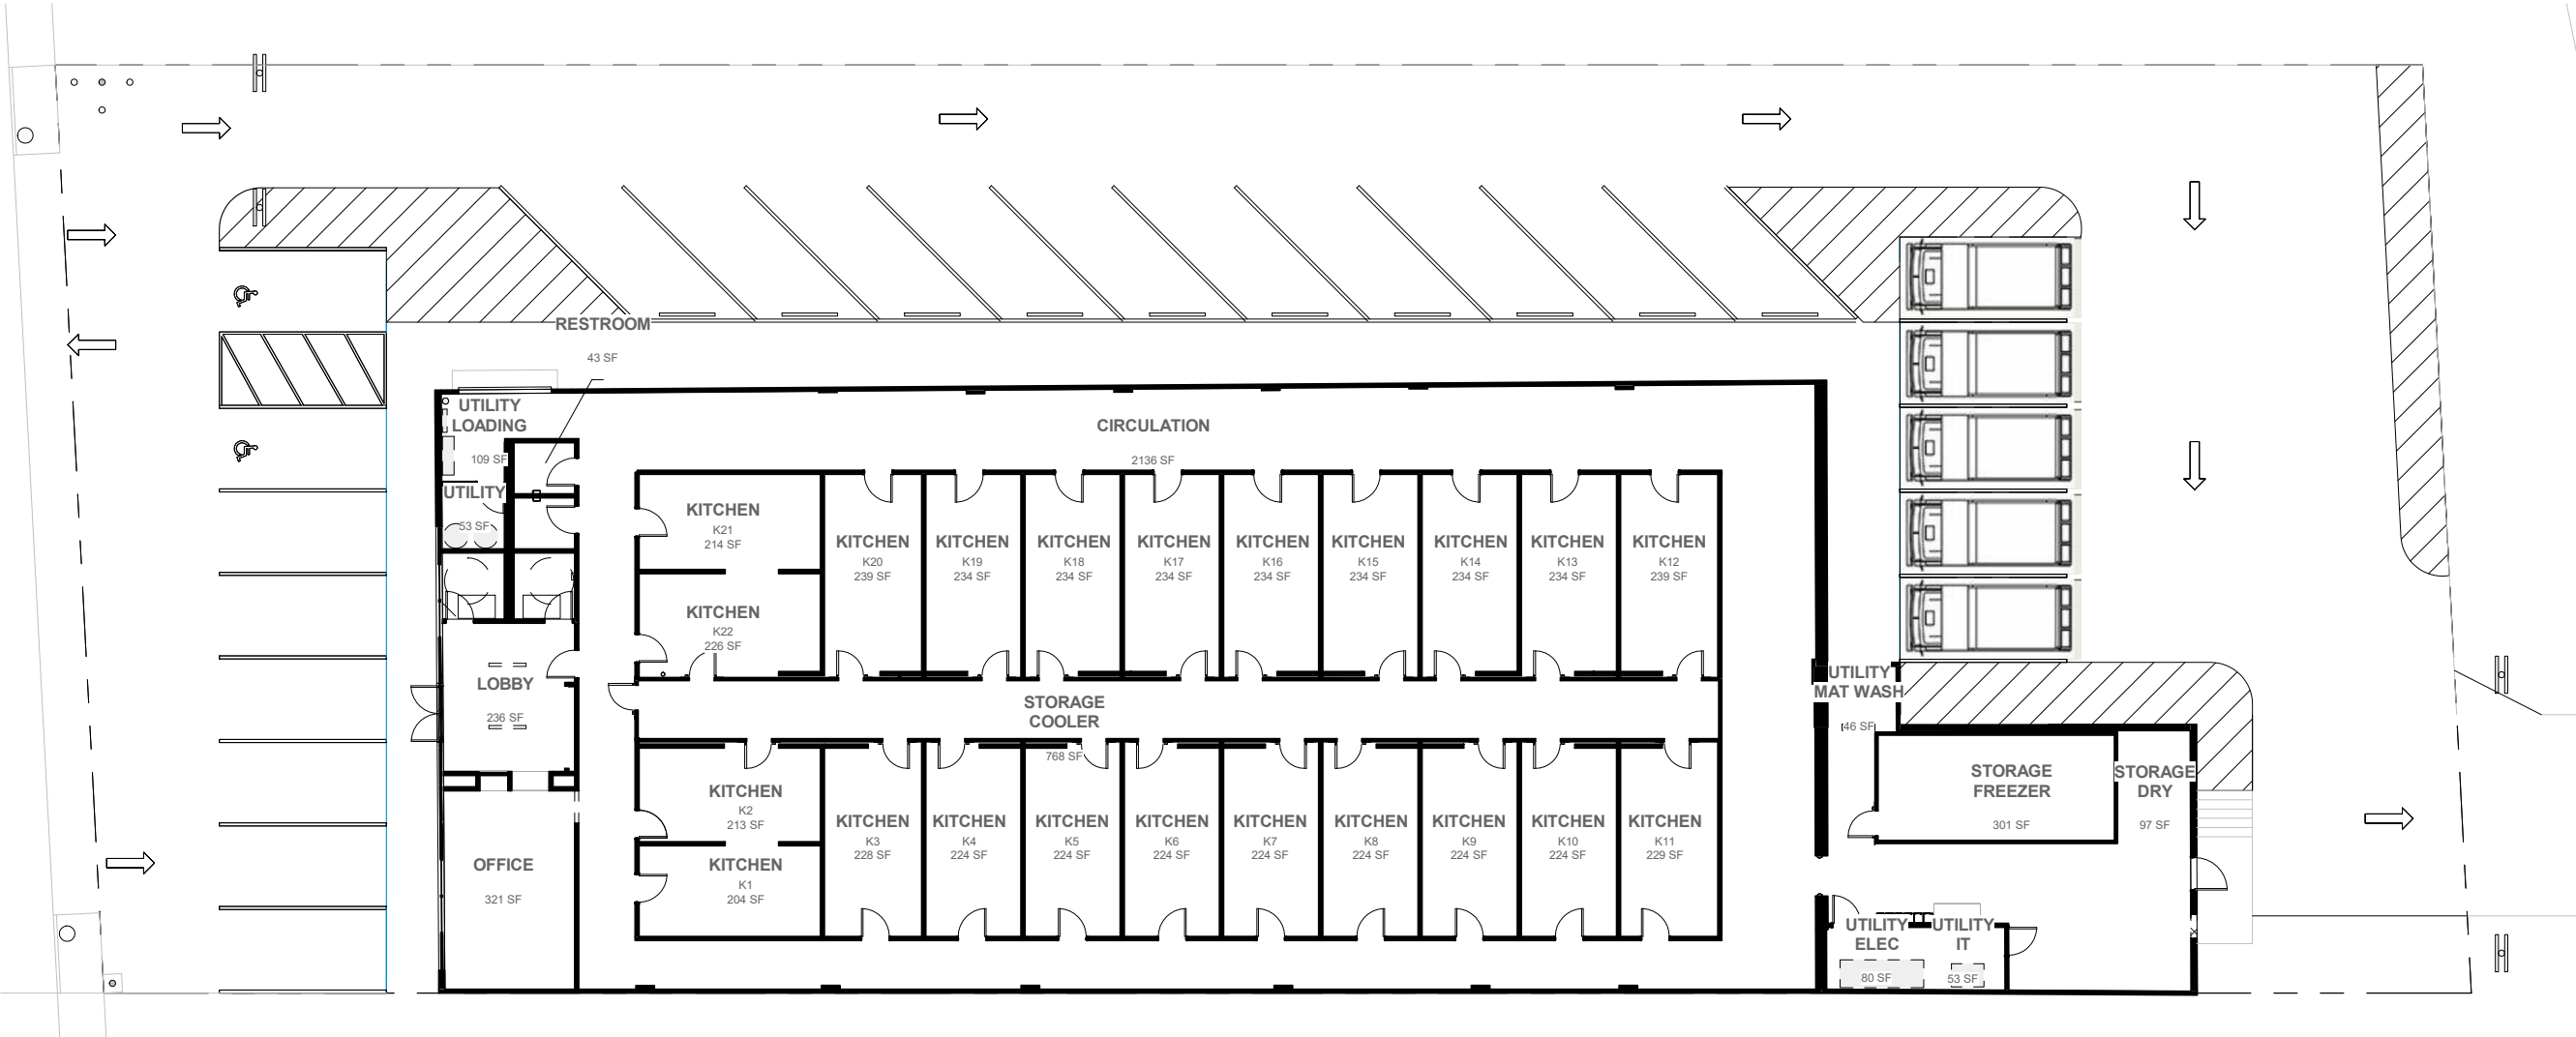 RESTROOM
43 SF
UTILITY
LOADING
109 SF
UTILITY
53 SF
CIRCULATION
2136 SF
KITCHEN
K21
214 SF
KITCHEN
K22
226 SF
KITCHEN
K20
239 SF
KITCHEN
K19
234 SF
KITCHEN
K18
234 SF
KITCHEN
K17
234 SF
KITCHEN
K16
234 SF
KITCHEN
K15
234 SF
KITCHEN
K14
234 SF
KITCHEN
K13
234 SF
KITCHEN
K12
239 SF
LOBBY
236 SF
STORAGE
COOLER
768 SF
UTILITY
MAT WASH
46 SF
KITCHEN
K2
213 SF
KITCHEN
K1
204 SF
KITCHEN
K3
228 SF
KITCHEN
K4
224 SF
KITCHEN
K5
224 SF
KITCHEN
K6
224 SF
KITCHEN
K7
224 SF
KITCHEN
K8
224 SF
KITCHEN
K9
224 SF
KITCHEN
K10
224 SF
KITCHEN
K11
229 SF
STORAGE
FREEZER
301 SF
STORAGE
DRY
97 SF
OFFICE
321 SF
UTILITY
ELEC
80 SF
UTILITY
IT
53 SF